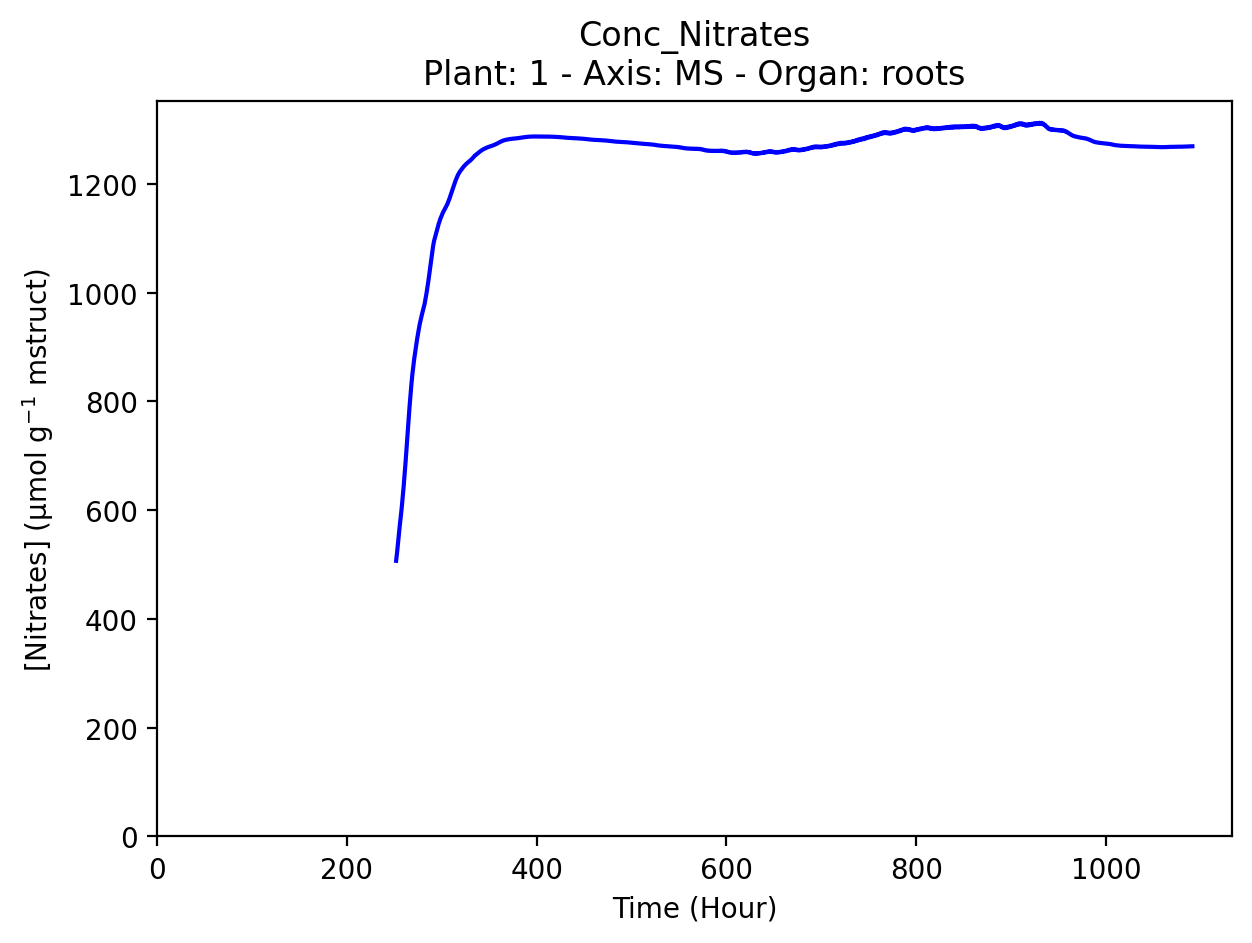 Conc_Nitrates
Plant: 1 - Axis: MS - Organ: roots
[Nitrates] (µmol g⁻¹ mstruct)
1200
1000
800
600
400
200
0
0 200 400 600 800 1000
Time (Hour)